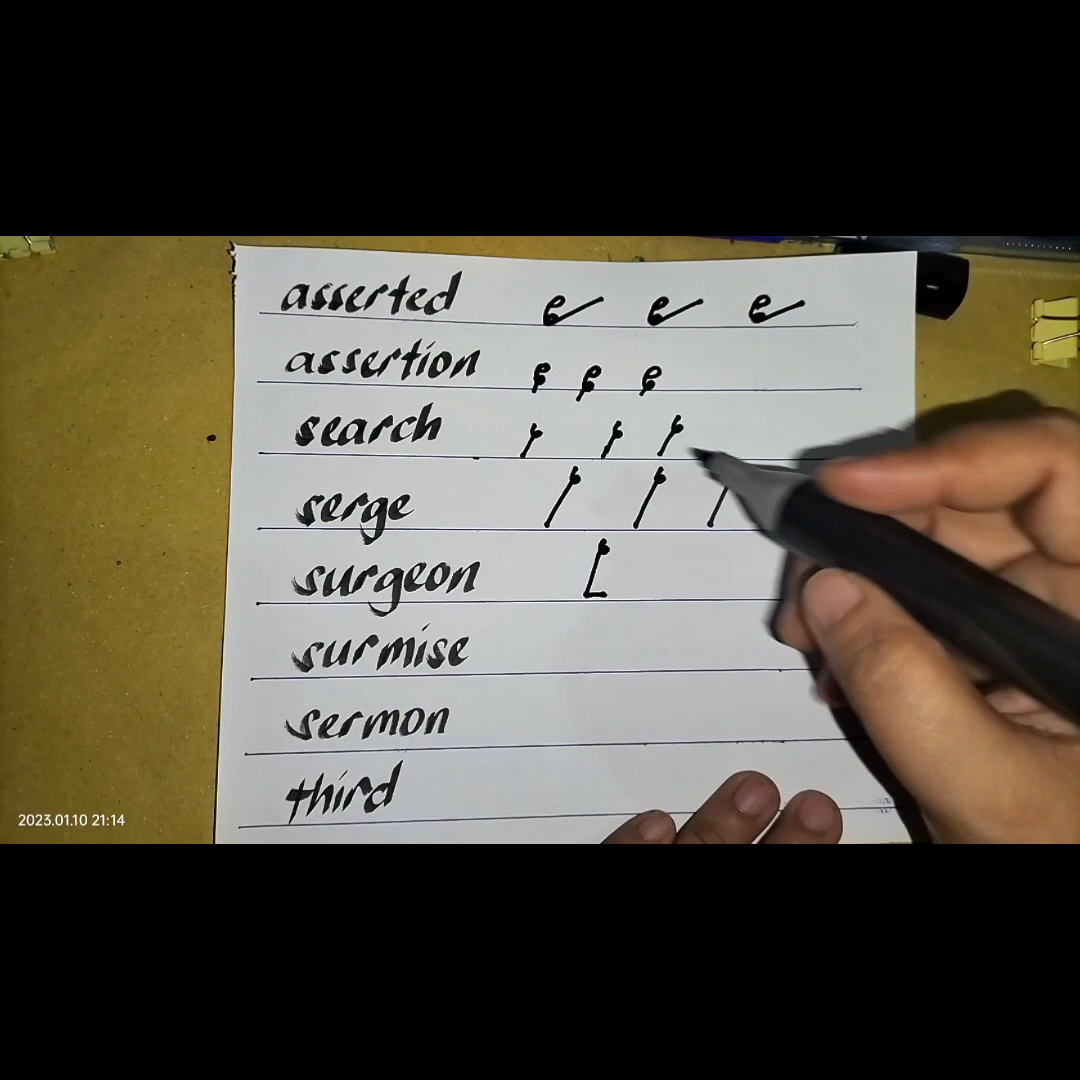 asserted
assertion
search
serge
surgeon
surmise
sermon
third
2023.01.10 21:14